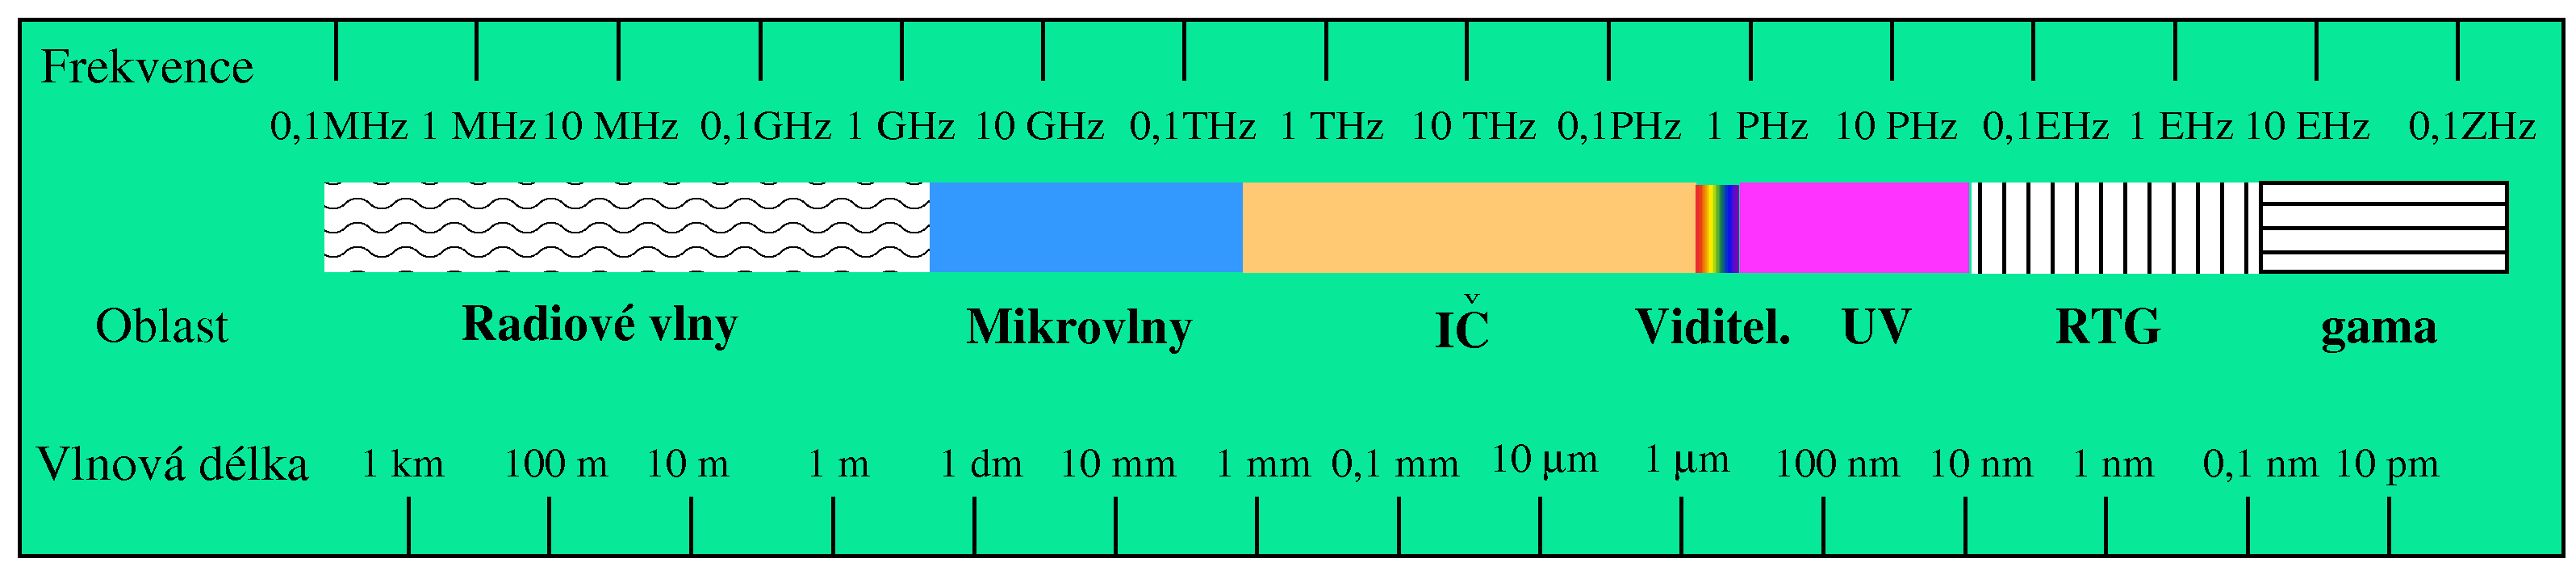 Frekvence
0,1MHz 1 MHz 10 MHz 0,1GHz 1 GHz 10 GHz 0,1THz 1 THz 10 THz 0,1PHz 1 PHz 10 PHz 0,1EHz 1 EHz 10 EHz 0,1ZHz
Oblast Radiové vlny Mikrovlny IČ Viditel. UV RTG gama
Vlnová délka 1 km 100 m 10 m 1 m 1 dm 10 mm 1 mm 0,1 mm 10 μm 1 μm 100 nm 10 nm 1 nm 0,1 nm 10 pm